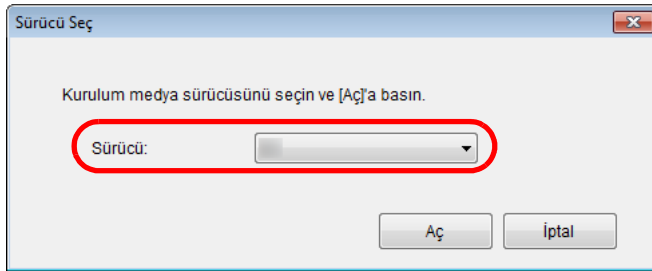 Sürücü Seç
Kurulum medya sürücüsünü seçin ve [Aç]'a basın.
Sürücü:
Aç
İptal